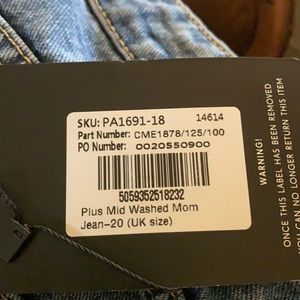 SKU: PA1691-18 14614
Part Number: CME1878/125/100
PO Number: 0020550900
5059352518232
Plus Mid Washed Mom
Jean-20 (UK size)
WARNING!
ONCE THIS LABEL HAS BEEN REMOVED
YOU CAN NO LONGER RETURN THIS ITEM